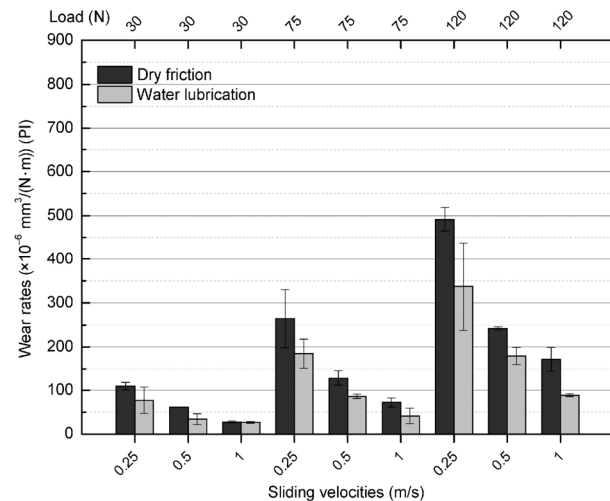 Load (N) 30 30 30 75 75 75 120 120 120
900
800
700
600
500
400
300
200
100
0
Wear rates (×10⁻⁶ mm³/(N·m)) (PI)
Dry friction
Water lubrication
0.25 0.5 1 0.25 0.5 1 0.25 0.5 1
Sliding velocities (m/s)